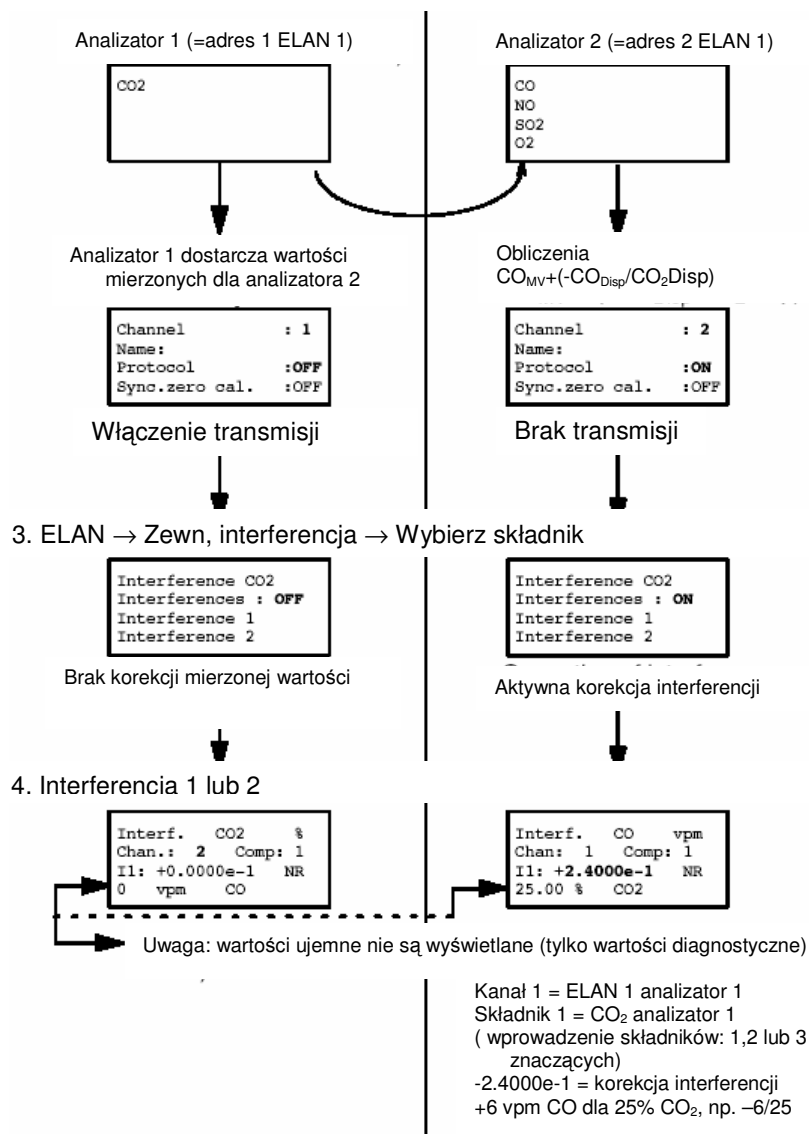 Analizator 1 (=adres 1 ELAN 1)
CO2
Analizator 1 dostarcza wartości
mierzonych dla analizatora 2
Channel : 1
Name:
Protocol :OFF
Sync.zero cal. :OFF
Włączenie transmisji
Analizator 2 (=adres 2 ELAN 1)
CO
NO
SO2
O2
Obliczenia
CO_MV+(-CO_Disp/CO₂Disp)
Channel : 2
Name:
Protocol :ON
Sync.zero cal. :OFF
Brak transmisji
3. ELAN → Zewn, interferencja → Wybierz składnik
Interference CO2
Interferences : OFF
Interference 1
Interference 2
Brak korekcji mierzonej wartości
Interference CO2
Interferences : ON
Interference 1
Interference 2
Aktywna korekcja interferencji
4. Interferencia 1 lub 2
Interf. CO2 %
Chan.: 2 Comp: 1
I1: +0.0000e-1 NR
0 vpm CO
Interf. CO vpm
Chan: 1 Comp: 1
I1: +2.4000e-1 NR
25.00 % CO2
Uwaga: wartości ujemne nie są wyświetlane (tylko wartości diagnostyczne)
Kanał 1 = ELAN 1 analizator 1
Składnik 1 = CO₂ analizator 1
( wprowadzenie składników: 1,2 lub 3
znaczących)
-2.4000e-1 = korekcja interferencji
+6 vpm CO dla 25% CO₂, np. –6/25